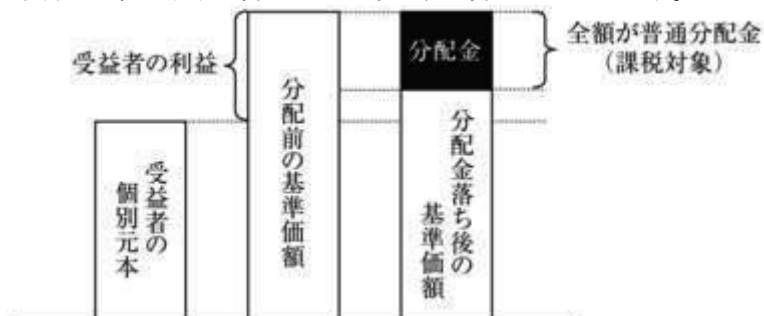 受益者の利益
受益者の
個別元本
分配前の基準価額
分配金
分配金落ち後の
基準価額
全額が普通分配金
(課税対象)